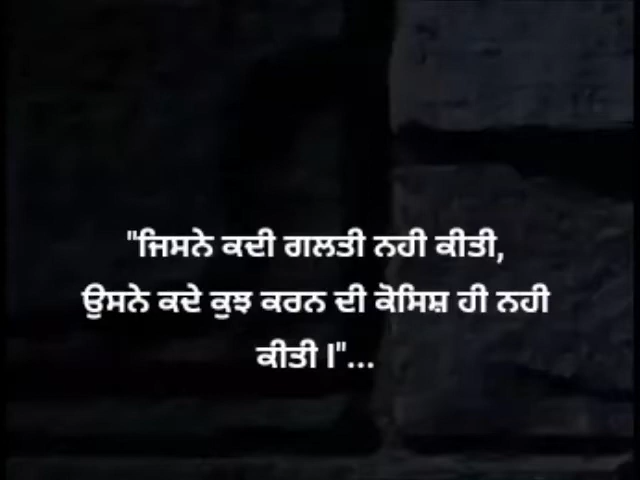 "ਜਿਸਨੇ ਕਦੀ ਗਲਤੀ ਨਹੀ ਕੀਤੀ,
ਉਸਨੇ ਕਦੇ ਕੁਝ ਕਰਨ ਦੀ ਕੋਸਿਸ਼ ਹੀ ਨਹੀ
ਕੀਤੀ ।"...